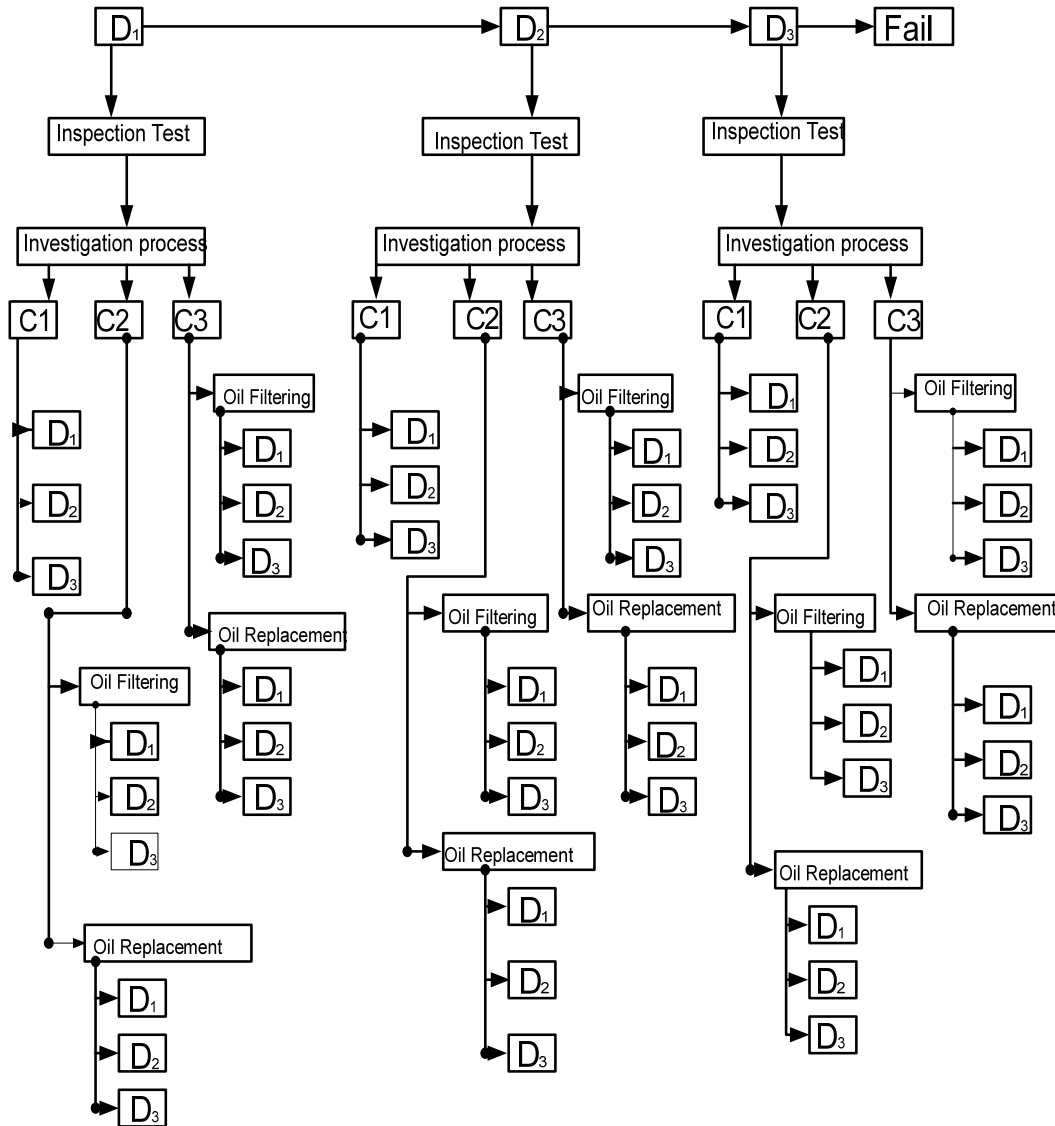 D₁
D₂
D₃
Fail
Inspection Test
Inspection Test
Inspection Test
Investigation process
Investigation process
Investigation process
C1
C2
C3
C1
C2
C3
C1
C2
C3
D₁
D₂
D₃
Oil Filtering
D₁
D₂
D₃
Oil Replacement
D₁
D₂
D₃
Oil Filtering
D₁
D₂
D₃
Oil Replacement
D₁
D₂
D₃
D₁
D₂
D₃
Oil Filtering
D₁
D₂
D₃
Oil Filtering
D₁
D₂
D₃
Oil Replacement
D₁
D₂
D₃
Oil Replacement
D₁
D₂
D₃
D₁
D₂
D₃
Oil Filtering
D₁
D₂
D₃
Oil Filtering
D₁
D₂
D₃
Oil Replacement
D₁
D₂
D₃
Oil Replacement
D₁
D₂
D₃